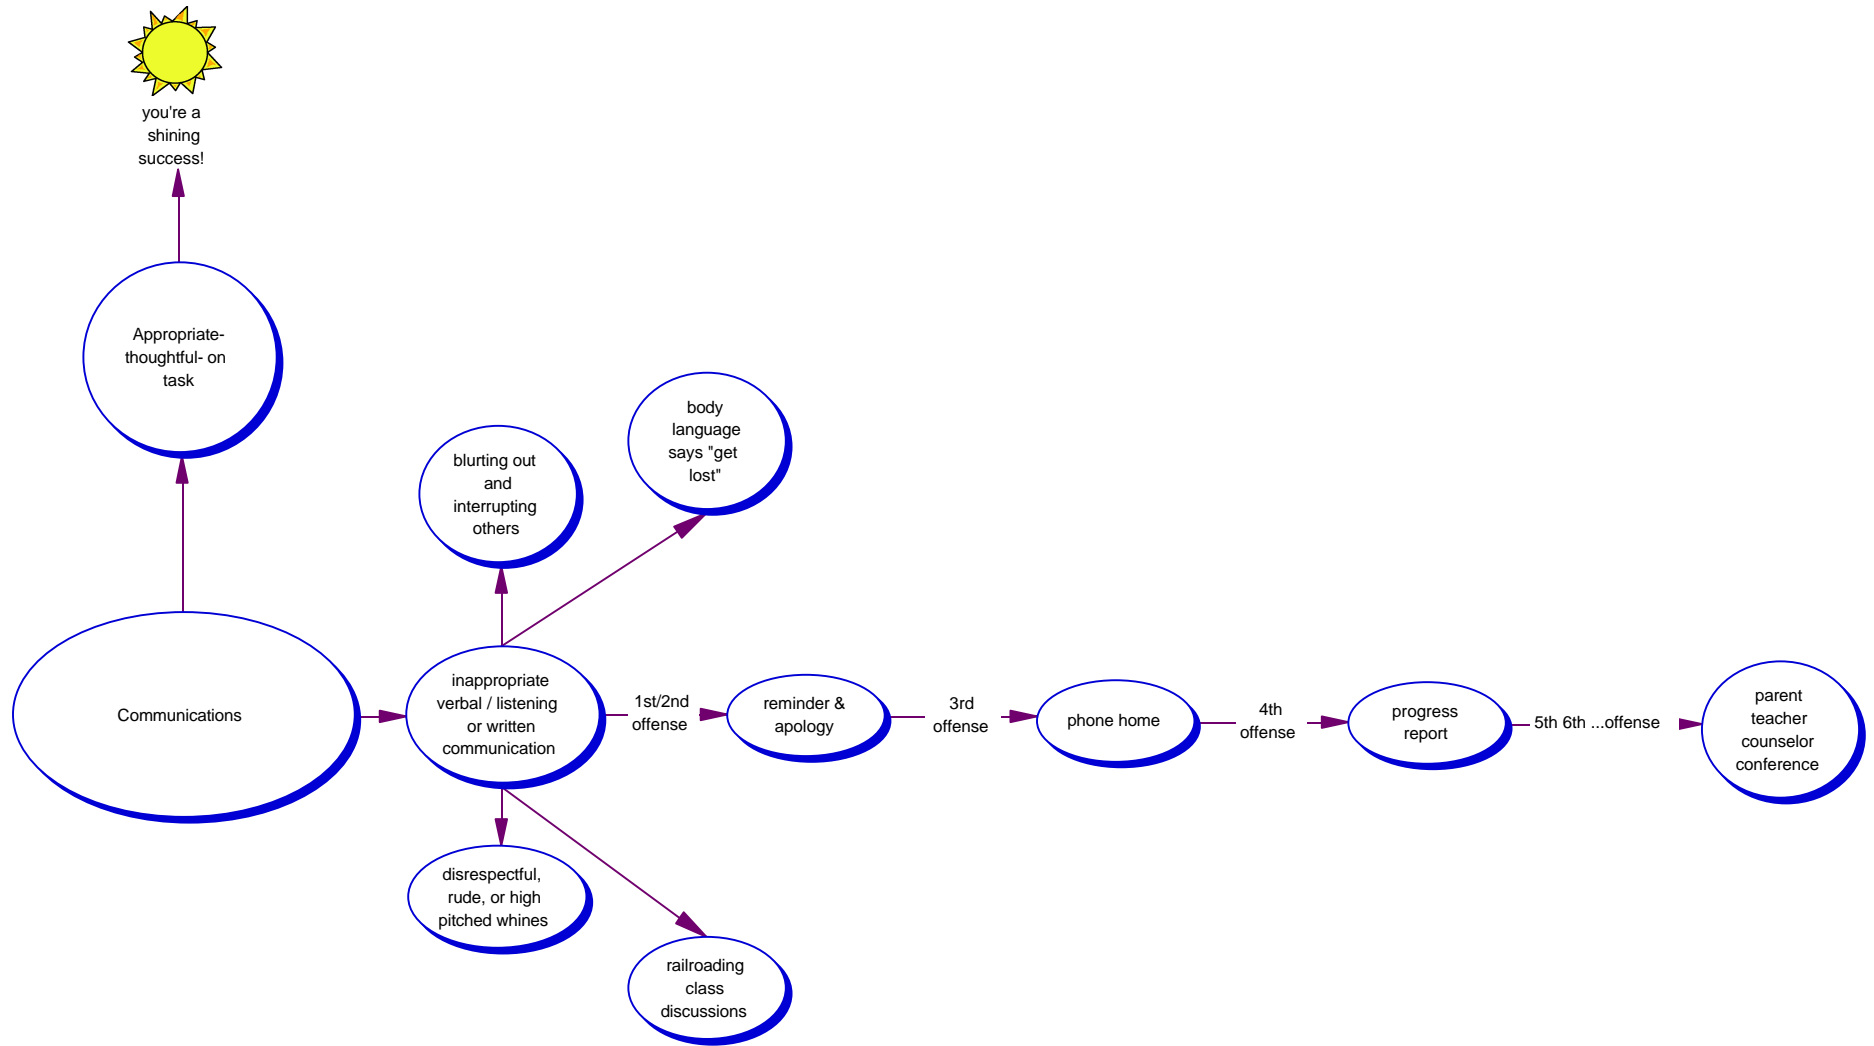 you're a
shining
success!
Appropriate-
thoughtful- on
task
body
language
says "get
lost"
blurting out
and
interrupting
others
Communications
inappropriate
verbal / listening
or written
communication
1st/2nd
offense
reminder &
apology
3rd
offense
phone home
4th
offense
progress
report
5th 6th ...offense
parent
teacher
counselor
conference
disrespectful,
rude, or high
pitched whines
railroading
class
discussions